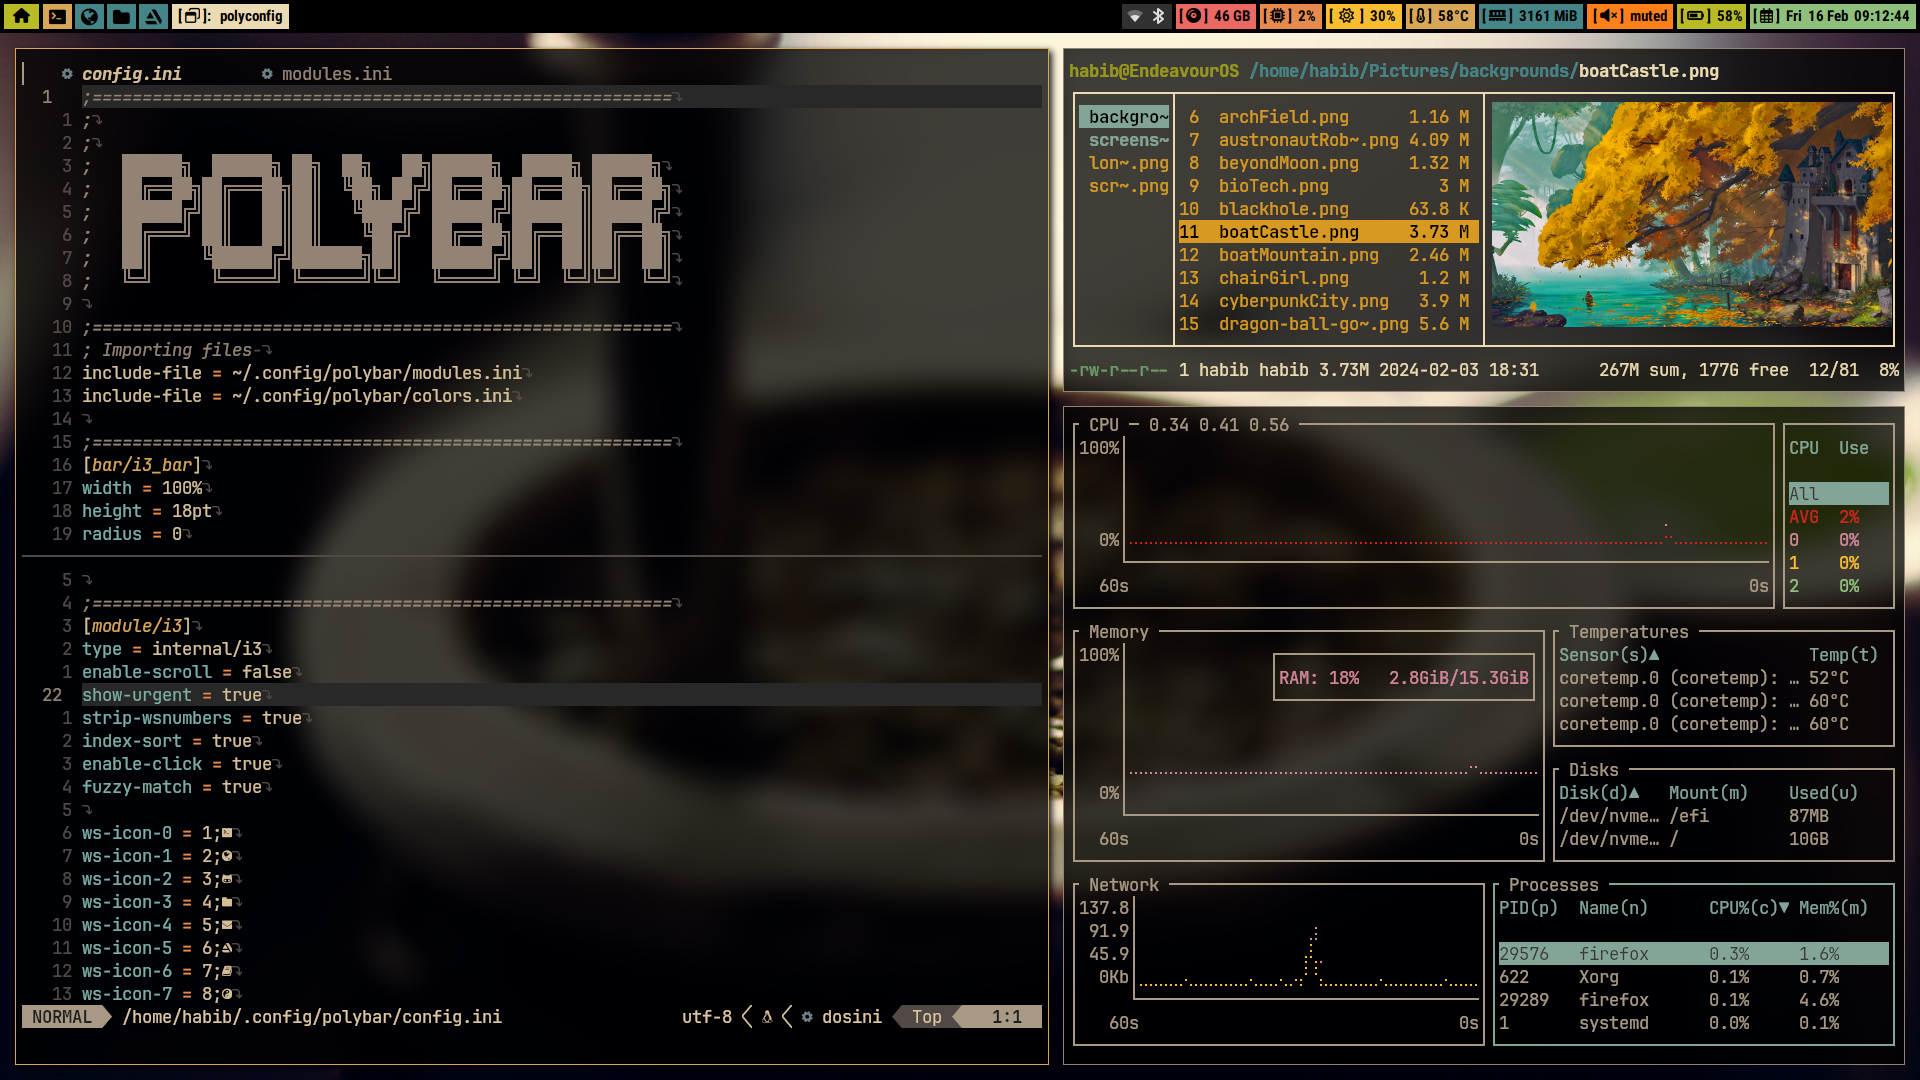 [ ]: polyconfig
[ ] 46 GB [ ] 2% [ ] 30% [ ] 58°C [ ] 3161 MiB [ ] muted [ ] 58% [ ] Fri 16 Feb 09:12:44
config.ini modules.ini
1 ;==========================================================
1 ;
2 ;
3 ;
4 ;
5 ;
6 ;
7 ;
8 ;
POLYBAR
9
10 ;==========================================================
11 ; Importing files-
12 include-file = ~/.config/polybar/modules.ini
13 include-file = ~/.config/polybar/colors.ini
14
15 ;==========================================================
16 [bar/i3_bar]
17 width = 100%
18 height = 18pt
19 radius = 0
5
4 ;==========================================================
3 [module/i3]
2 type = internal/i3
1 enable-scroll = false
22 show-urgent = true
1 strip-wsnumbers = true
2 index-sort = true
3 enable-click = true
4 fuzzy-match = true
5
6 ws-icon-0 = 1;
7 ws-icon-1 = 2;
8 ws-icon-2 = 3;
9 ws-icon-3 = 4;
10 ws-icon-4 = 5;
11 ws-icon-5 = 6;
12 ws-icon-6 = 7;
13 ws-icon-7 = 8;
NORMAL /home/habib/.config/polybar/config.ini utf-8 dosini Top 1:1
habib@EndeavourOS /home/habib/Pictures/backgrounds/boatCastle.png
backgro~ 6 archField.png 1.16 M
screens~ 7 austronautRob~.png 4.09 M
lon~.png 8 beyondMoon.png 1.32 M
scr~.png 9 bioTech.png 3 M
10 blackhole.png 63.8 K
11 boatCastle.png 3.73 M
12 boatMountain.png 2.46 M
13 chairGirl.png 1.2 M
14 cyberpunkCity.png 3.9 M
15 dragon-ball-go~.png 5.6 M
-rw-r--r-- 1 habib habib 3.73M 2024-02-03 18:31 267M sum, 177G free 12/81 8%
CPU — 0.34 0.41 0.56
100%
0%
60s 0s
CPU Use
All
AVG 2%
0 0%
1 0%
2 0%
Memory
100%
RAM: 18% 2.8GiB/15.3GiB
0%
60s 0s
Temperatures
Sensor(s)▲ Temp(t)
coretemp.0 (coretemp): … 52°C
coretemp.0 (coretemp): … 60°C
coretemp.0 (coretemp): … 60°C
Disks
Disk(d)▲ Mount(m) Used(u)
/dev/nvme… /efi 87MB
/dev/nvme… / 10GB
Network
137.8
91.9
45.9
0Kb
60s 0s
Processes
PID(p) Name(n) CPU%(c)▼ Mem%(m)
29576 firefox 0.3% 1.6%
622 Xorg 0.1% 0.7%
29289 firefox 0.1% 4.6%
1 systemd 0.0% 0.1%